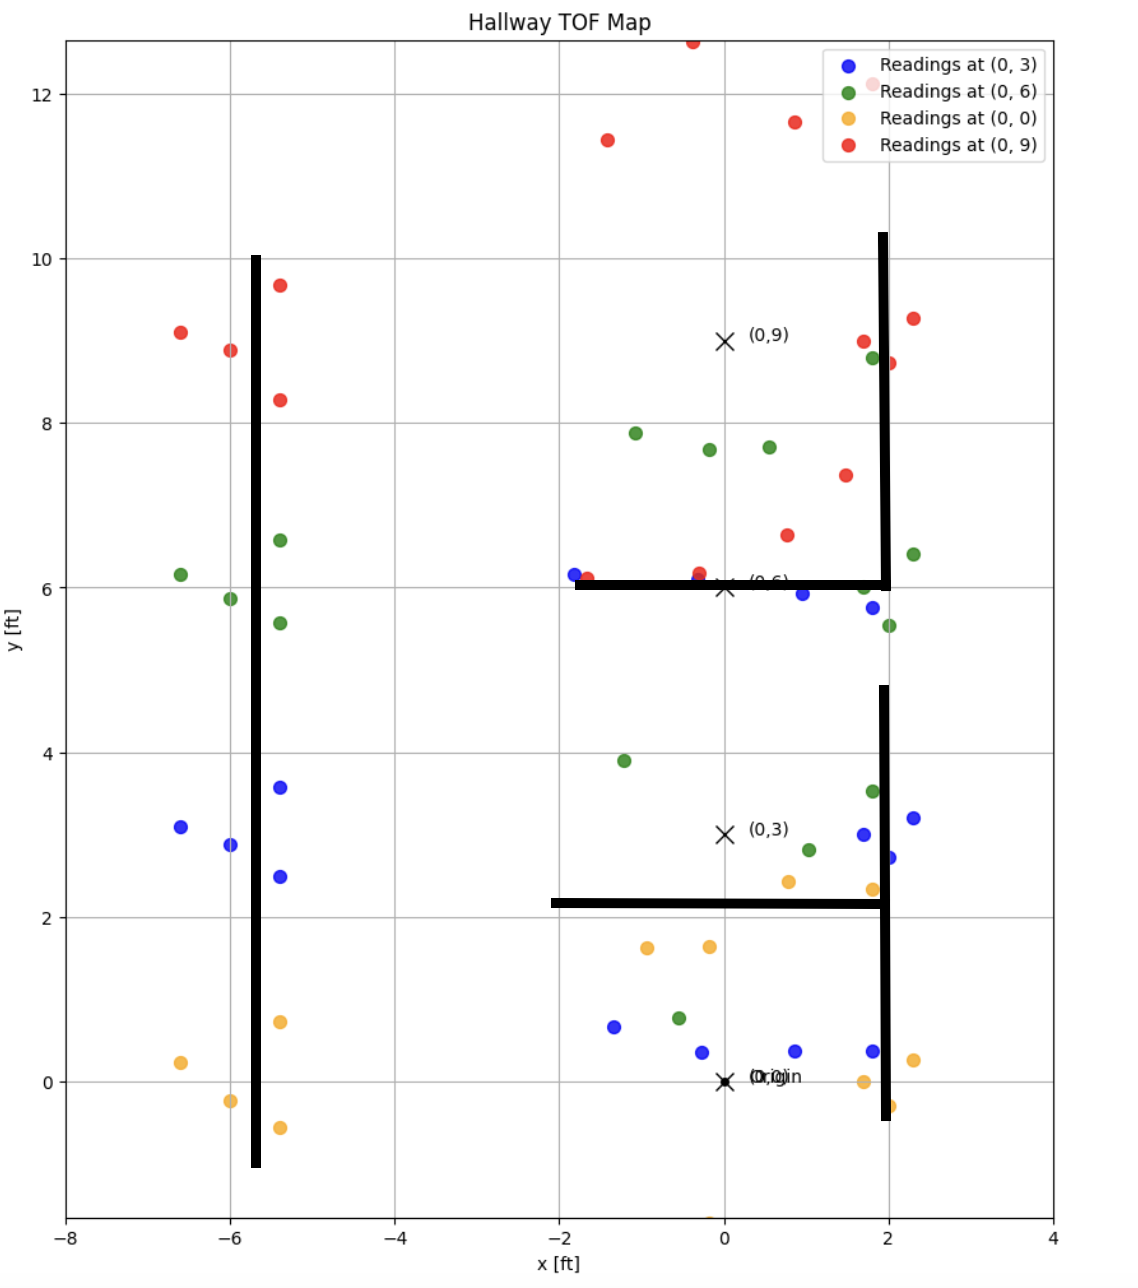 Hallway TOF Map
Readings at (0, 3)
Readings at (0, 6)
Readings at (0, 0)
Readings at (0, 9)
12
10
8
6
4
2
0
y [ft]
(0,9)
(0,3)
−8
−6
−4
−2
0
2
4
x [ft]